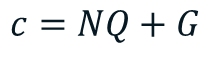 c = NQ + G